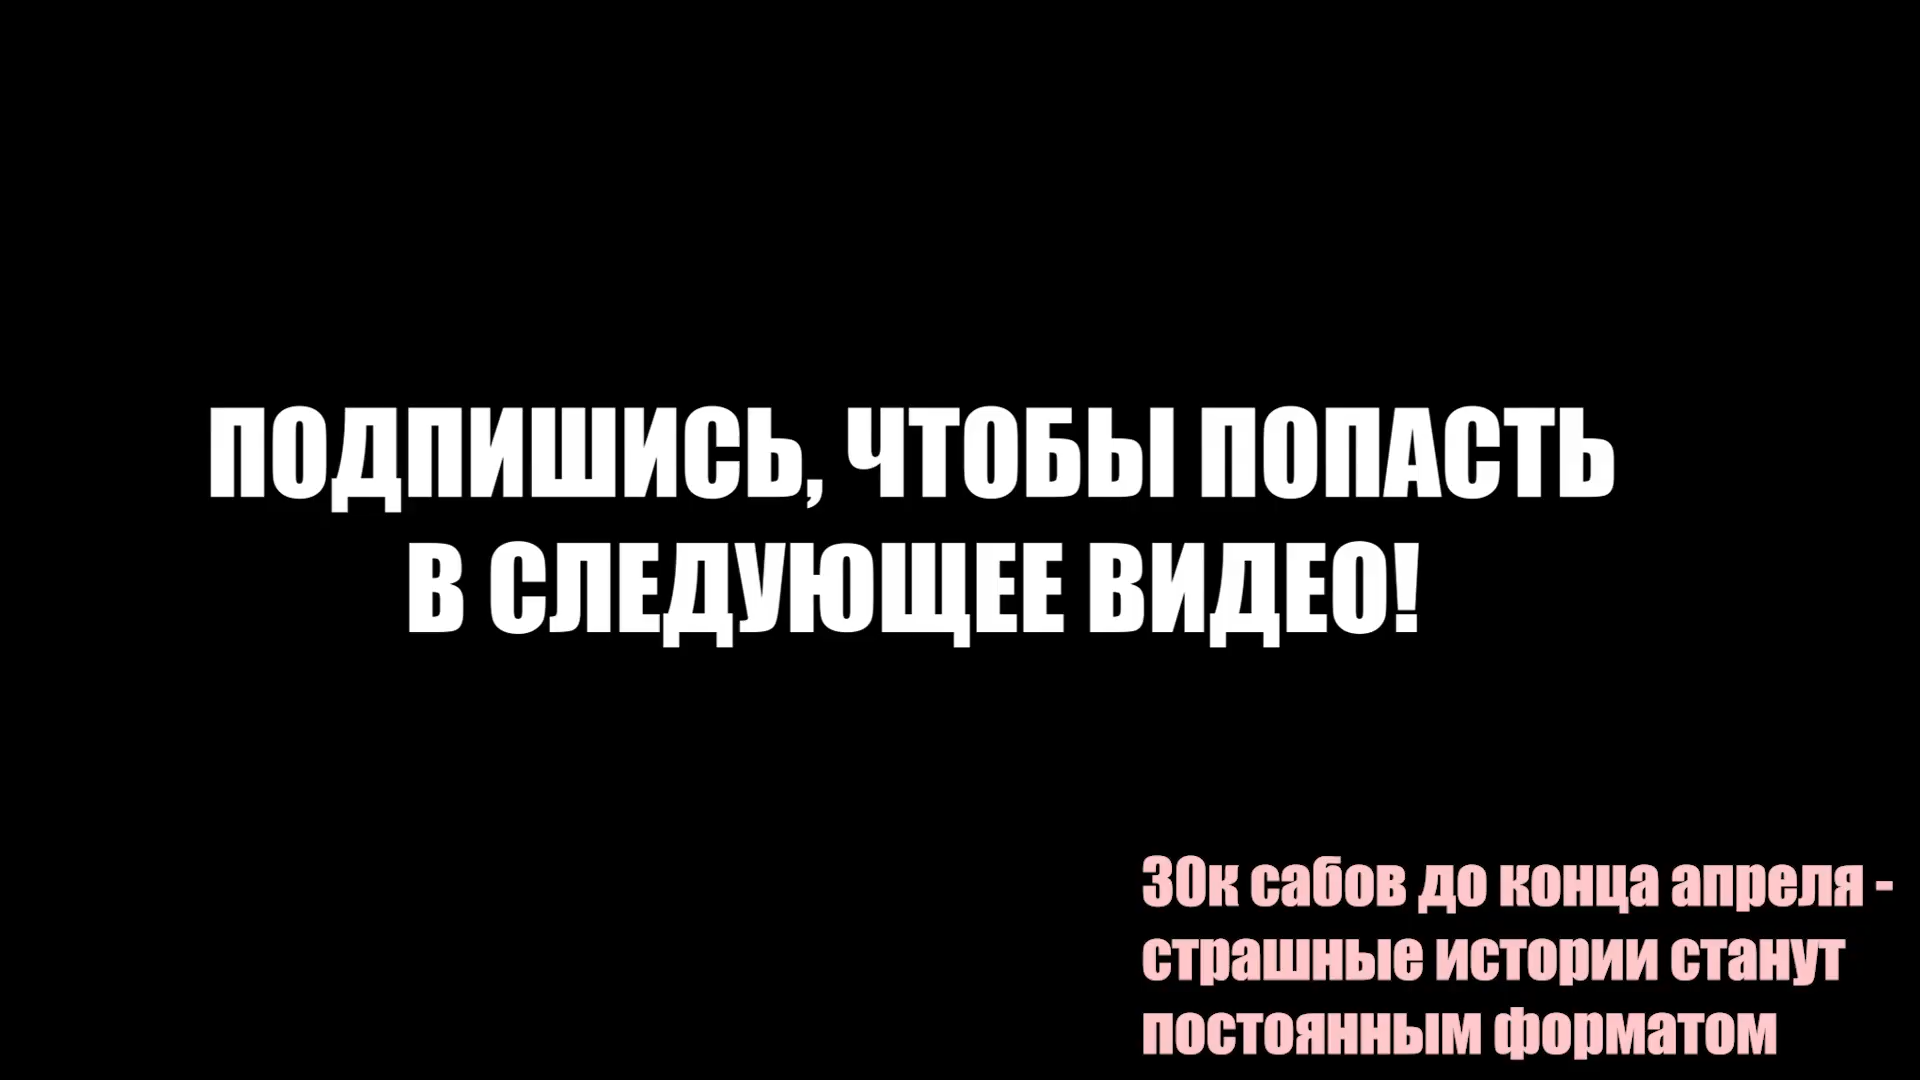 ПОДПИШИСЬ, ЧТОБЫ ПОПАСТЬ
В СЛЕДУЮЩЕЕ ВИДЕО!
30к сабов до конца апреля -
страшные истории станут
постоянным форматом